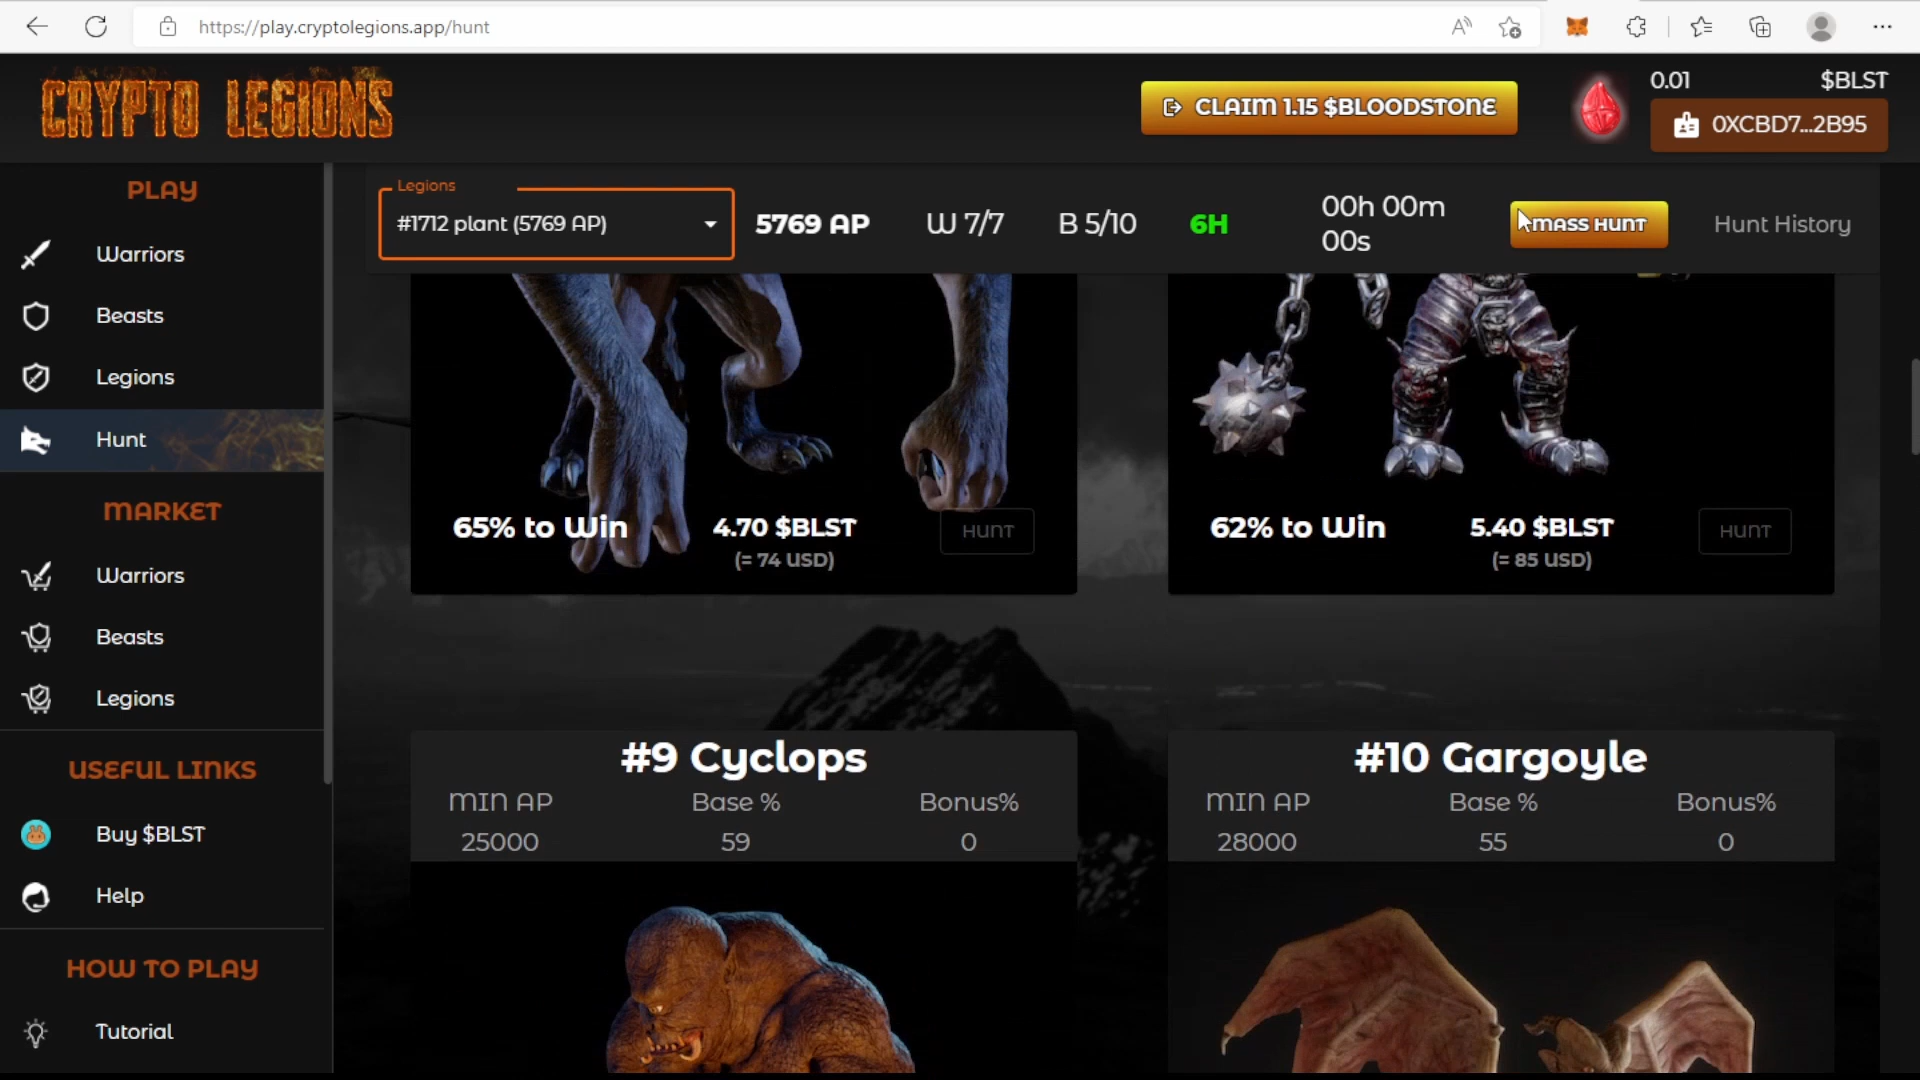 https://play.cryptolegions.app/hunt
CRYPTO LEGIONS
CLAIM 1.15 $BLOODSTONE
0.01 $BLST
0XCBD7...2B95
PLAY
Warriors
Beasts
Legions
Hunt
MARKET
Warriors
Beasts
Legions
USEFUL LINKS
Buy $BLST
Help
HOW TO PLAY
Tutorial
Legions
#1712 plant (5769 AP)
5769 AP
W 7/7
B 5/10
6H
00h 00m
00s
MASS HUNT
Hunt History
65% to Win
4.70 $BLST
(= 74 USD)
HUNT
62% to Win
5.40 $BLST
(= 85 USD)
HUNT
#9 Cyclops
MIN AP Base % Bonus%
25000 59 0
#10 Gargoyle
MIN AP Base % Bonus%
28000 55 0